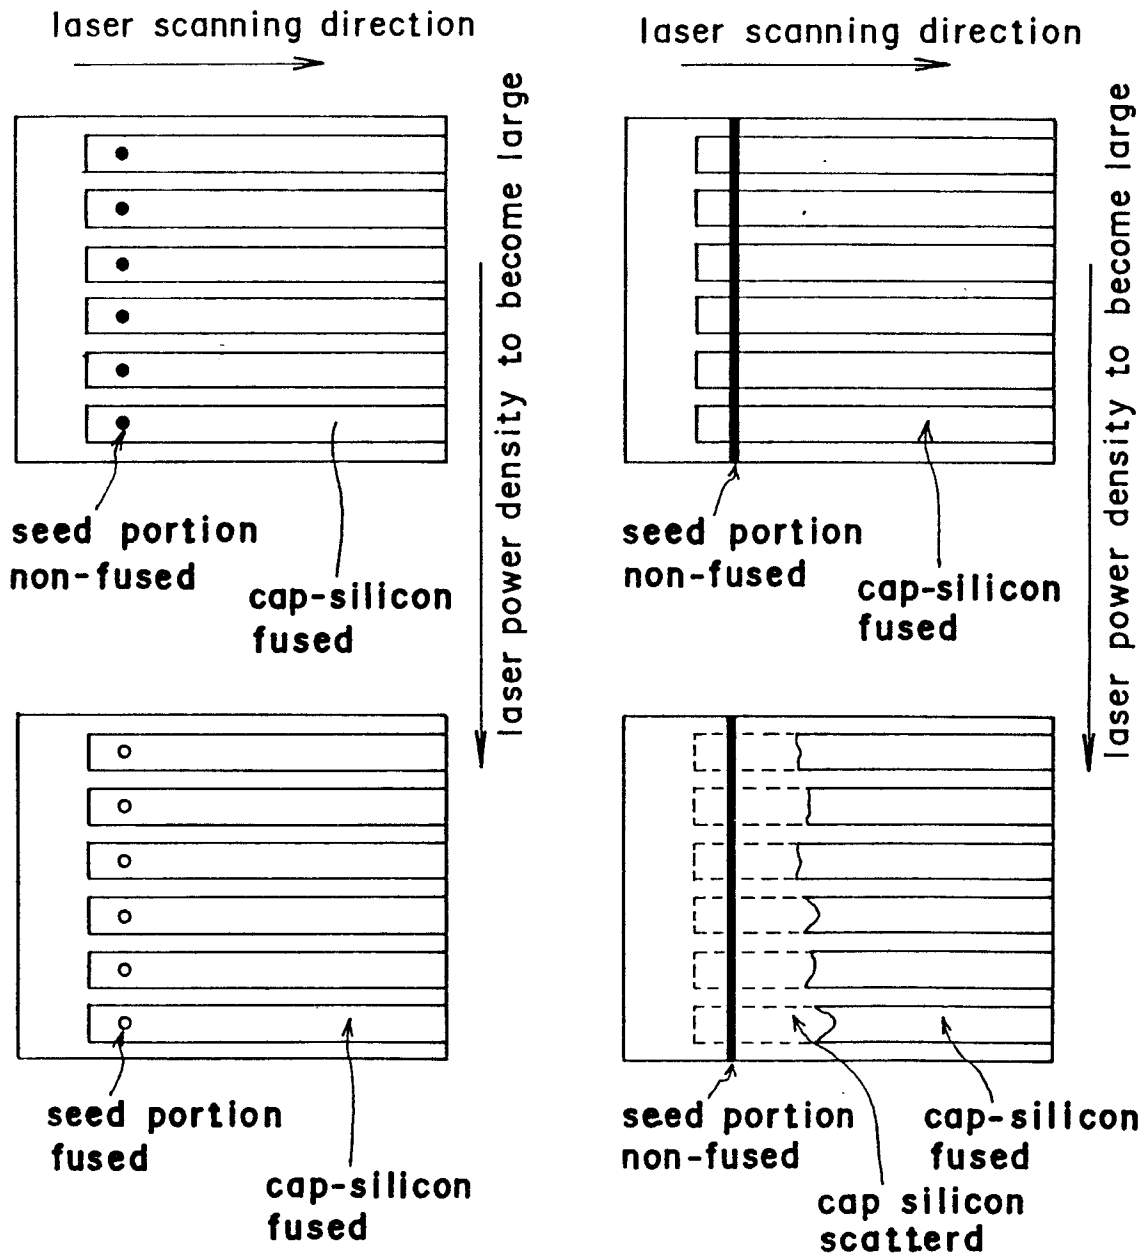 laser scanning direction
laser power density to become large
seed portion
non-fused
cap-silicon
fused
seed portion
fused
cap-silicon
fused
laser scanning direction
laser power density to become large
seed portion
non-fused
cap-silicon
fused
seed portion
non-fused
cap-silicon
fused
cap silicon
scatterd